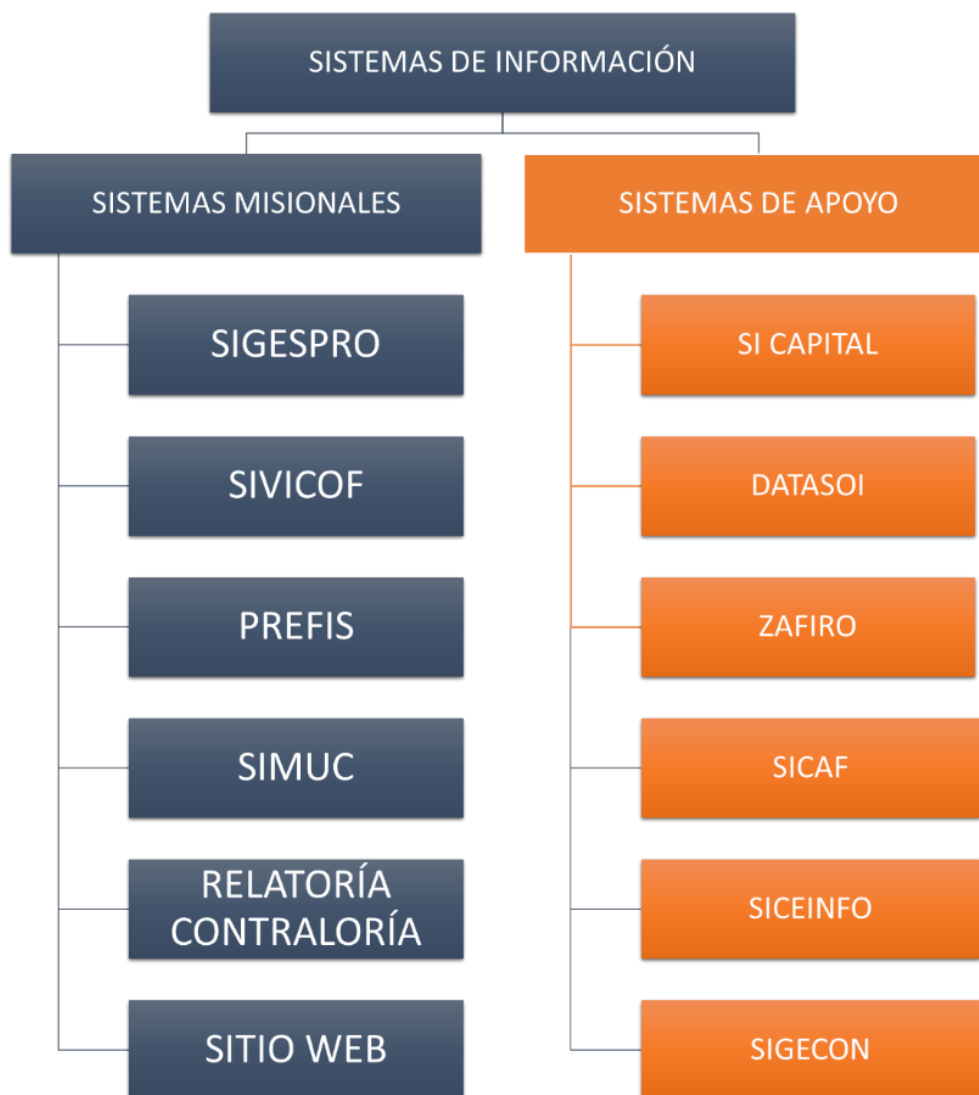 SISTEMAS DE INFORMACIÓN
SISTEMAS MISIONALES
SIGESPRO
SIVICOF
PREFIS
SIMUC
RELATORÍA
CONTRALORÍA
SITIO WEB
SISTEMAS DE APOYO
SI CAPITAL
DATASOI
ZAFIRO
SICAF
SICEINFO
SIGECON